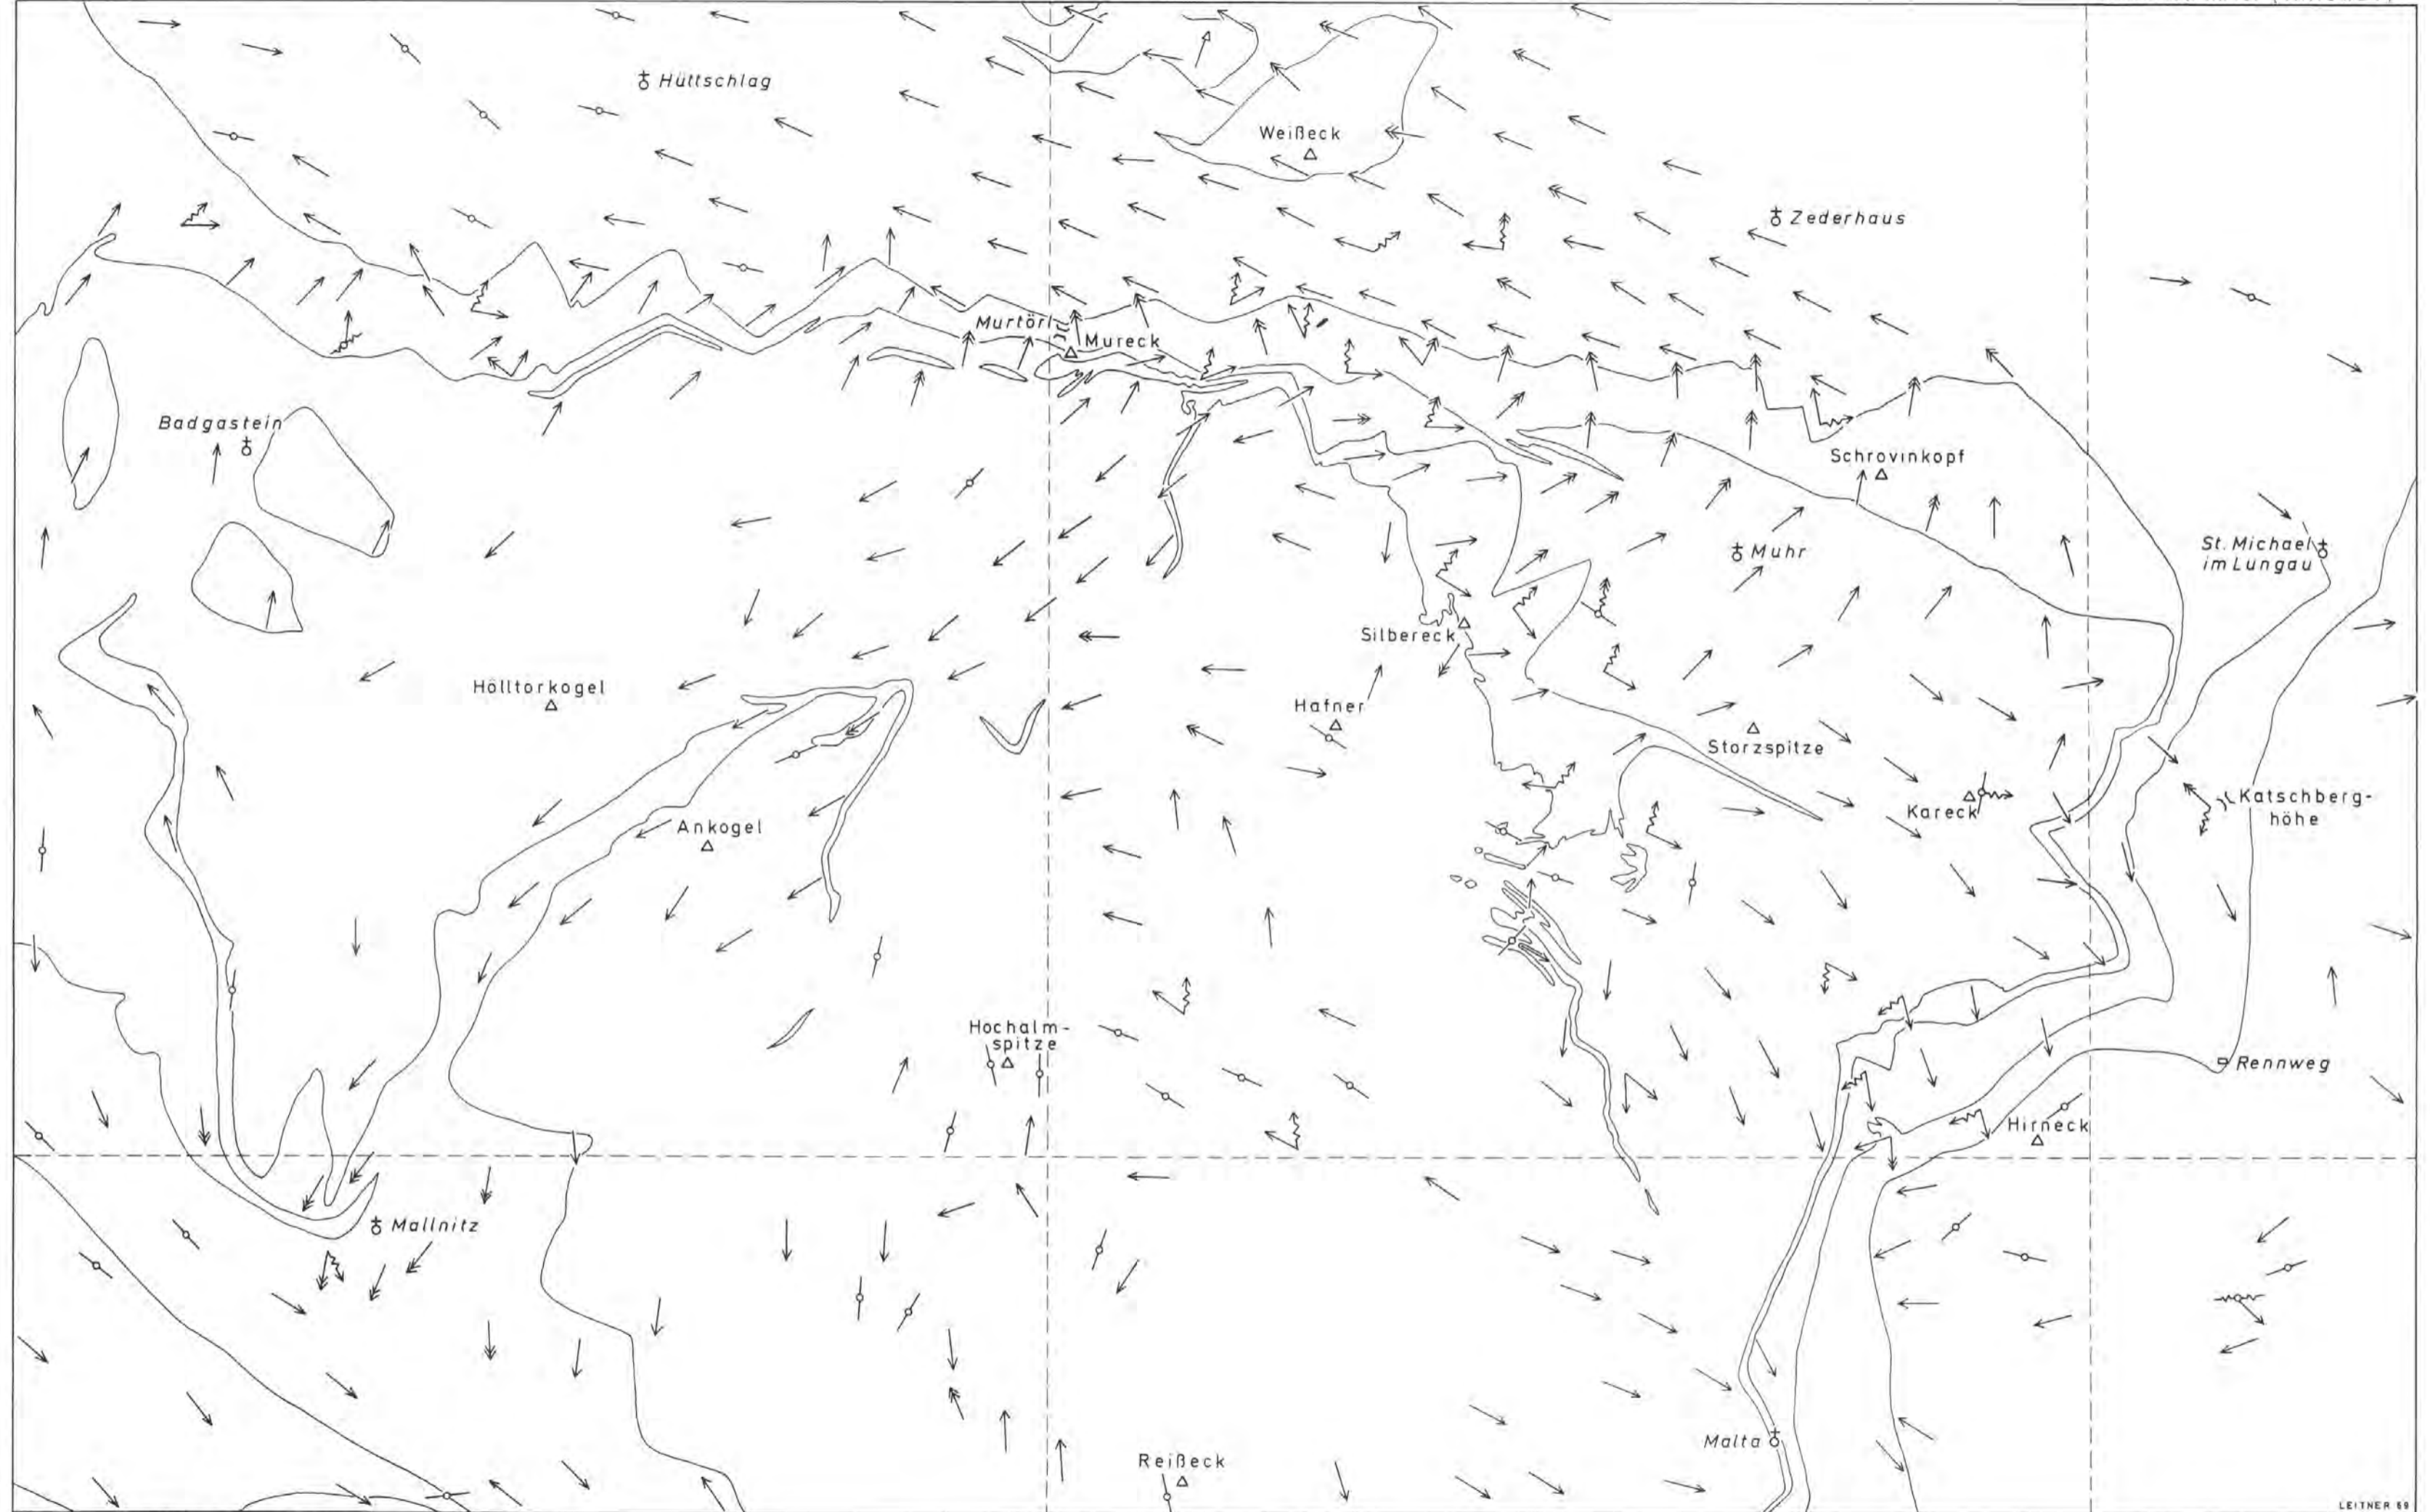 Hüttschlag
Weißeck
Zederhaus
Murtörl
Mureck
Badgastein
Schrovinkopf
Muhr
St. Michael
im Lungau
Silbereck
Hölltorkogel
Hafner
Storzspitze
Kareck
Katschberg-
höhe
Ankogel
Hochalm-
spitze
Rennweg
Hirneck
Mallnitz
Malta
Reißeck
LEITNER 69